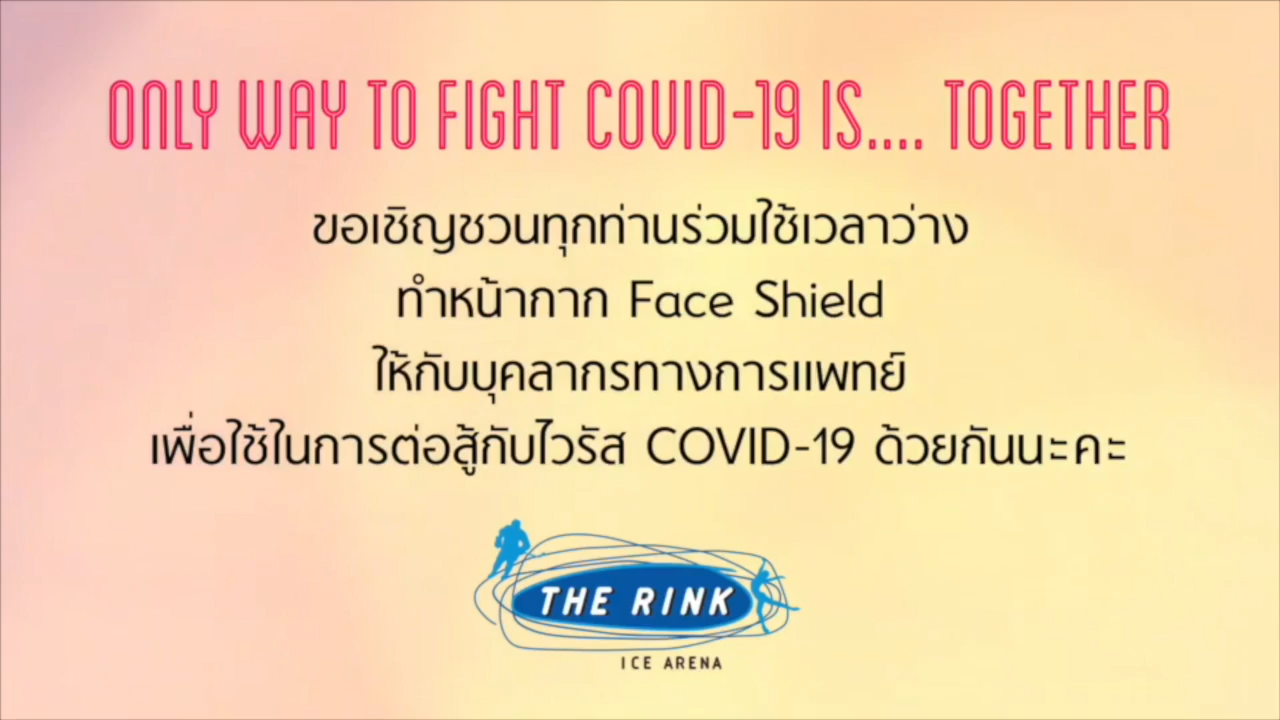 ONLY WAY TO FIGHT COVID-19 IS.... TOGETHER
ขอเชิญชวนทุกท่านร่วมใช้เวลาว่าง
ทำหน้ากาก Face Shield
ให้กับบุคลากรทางการแพทย์
เพื่อใช้ในการต่อสู้กับไวรัส COVID-19 ด้วยกันนะคะ
THE RINK
ICE ARENA